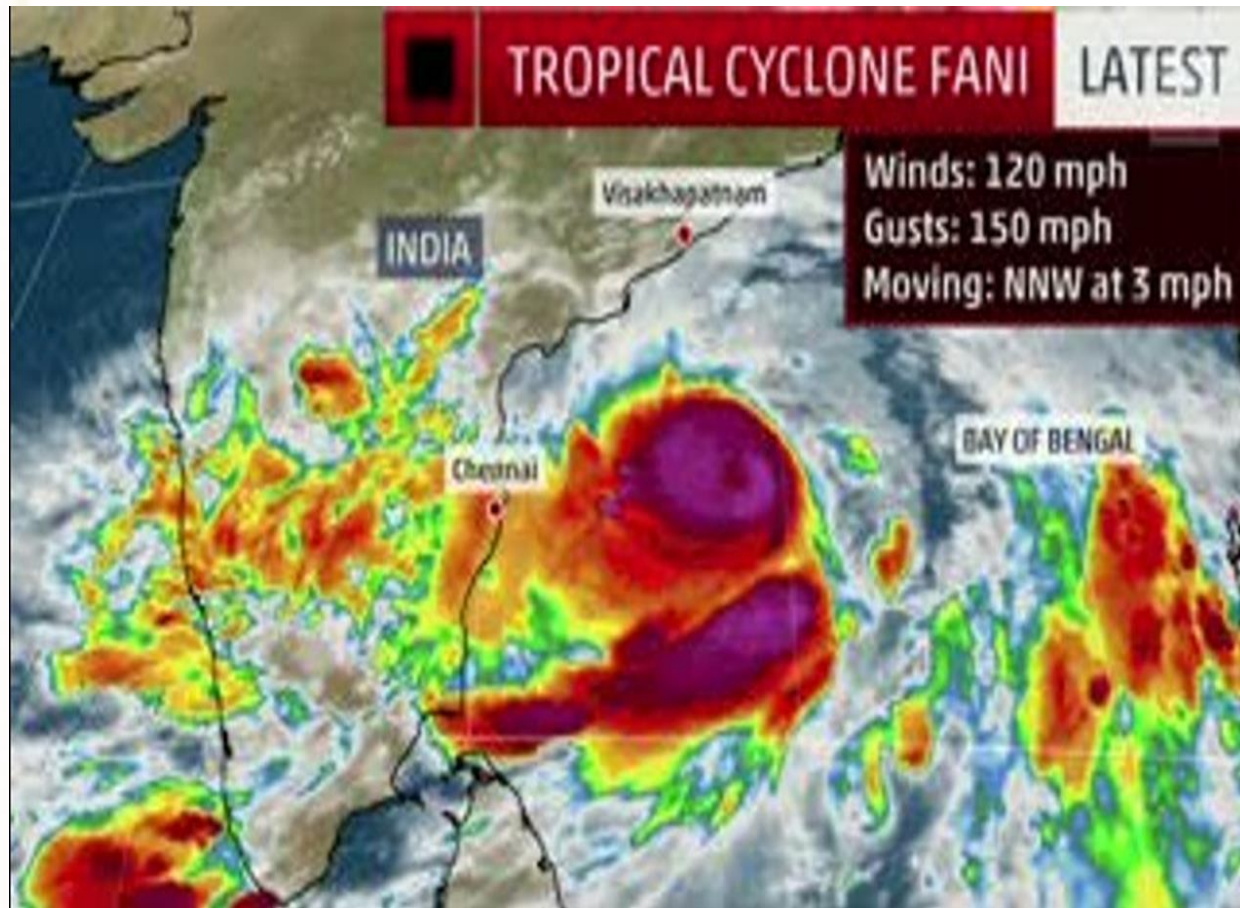 TROPICAL CYCLONE FANI LATEST
Winds: 120 mph
Gusts: 150 mph
Moving: NNW at 3 mph
Visakhapatnam
INDIA
BAY OF BENGAL
Chennai